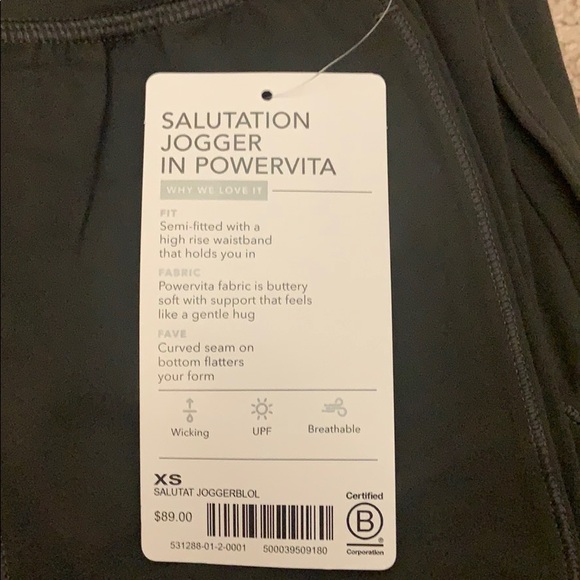 SALUTATION
JOGGER
IN POWERVITA
WHY WE LOVE IT
FIT
Semi-fitted with a
high rise waistband
that holds you in
FABRIC
Powervita fabric is buttery
soft with support that feels
like a gentle hug
FAVE
Curved seam on
bottom flatters
your form
Wicking UPF Breathable
XS
SALUTAT JOGGERBLOL
$89.00
531288-01-2-0001 500039509180
Certified
B
®
Corporation